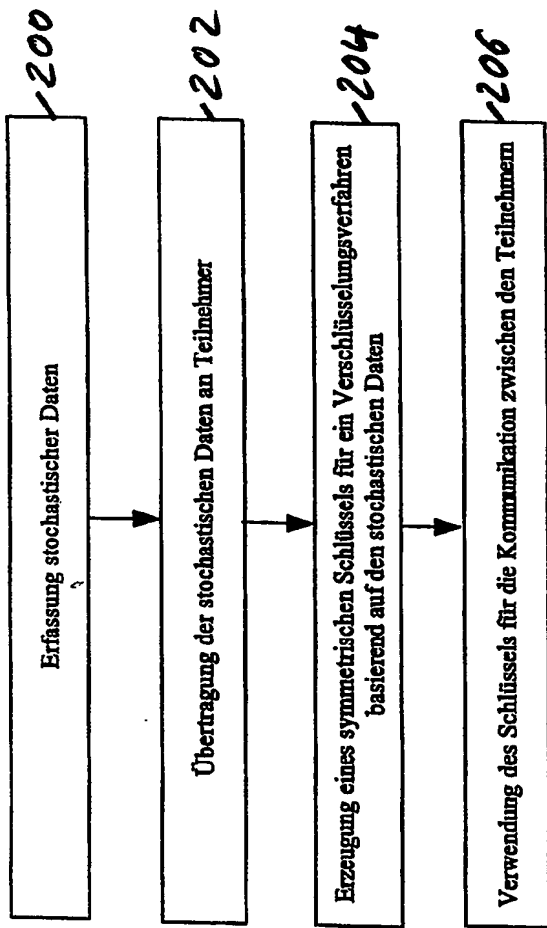 Erfassung stochastischer Daten
200
Übertragung der stochastischen Daten an Teilnehmer
202
Erzeugung eines symmetrischen Schlüssels für ein Verschlüsselungsverfahren
basierend auf den stochastischen Daten
204
Verwendung des Schlüssels für die Kommunikation zwischen den Teilnehmern
206